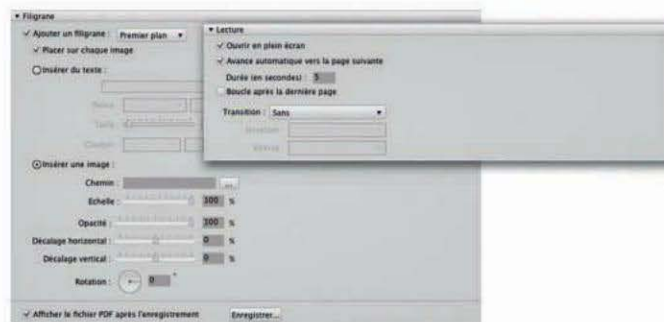 Filigrane
Ajouter un filigrane : Premier plan
Placer sur chaque image
Insérer du texte :
Taille
Insérer une image :
Chemin : ...
Echelle : 100 %
Opacité : 100 %
Décalage horizontal : 0 %
Décalage vertical : 0 %
Rotation : 0 °
Afficher le fichier PDF après l'enregistrement Enregistrer...
Lecture
Ouvrir en plein écran
Avance automatique vers la page suivante
Durée (en secondes) : 5
Boucle après la dernière page
Transition : Sans